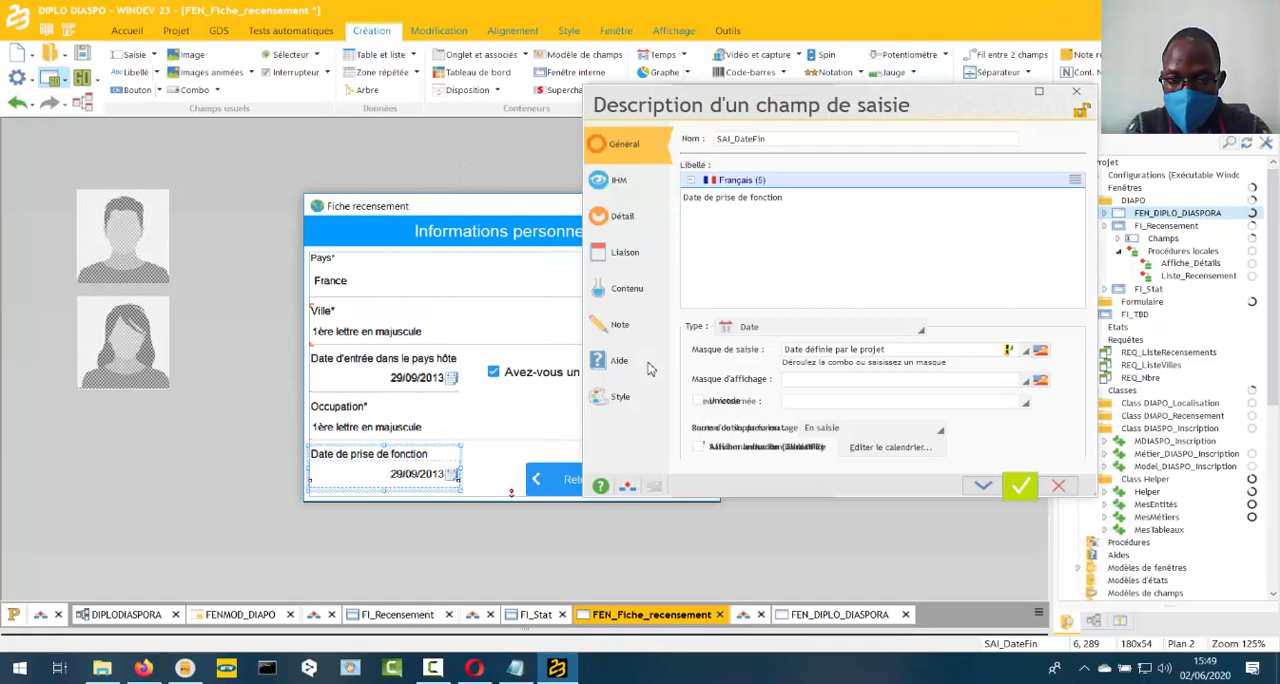 DIPLO DIASPO - WINDEV 23 - FEN_Fiche_recensement *]
Accueil Projet GDS Tests automatiques Création Modification Alignement Style Fenêtre Affichage Outils
Saisie Image Sélecteur Table et liste Onglet et associés Modèle de champs Temps Vidéo et capture Spin Potentiomètre Fil entre 2 champs Note re
Libellé Images animées Interrupteur Zone répétée Tableau de bord Fenêtre interne Graphe Code-barres Notation Jauge Séparateur Cont.
Bouton Combo Arbre Disposition Supercha
Champs usuels Données Conteneurs
Description d'un champ de saisie
Général
IHM
Détail
Liaison
Contenu
Note
Aide
Style
Nom : SAI_DateFin
Libellé :
Français (5)
Date de prise de fonction
Type : Date
Masque de saisie : Date définie par le projet
Déroulez la combo ou saisissez un masque
Masque d'affichage :
En saisie
Editer le calendrier...
Fiche recensement
Informations personne
Pays*
France
Ville*
1ère lettre en majuscule
Date d'entrée dans le pays hôte
29/09/2013
Avez-vous un
Occupation*
1ère lettre en majuscule
Date de prise de fonction
29/09/2013
Reto
Projet
Configurations (Exécutable Windc
Fenêtres
DIAPO
FEN_DIPLO_DIASPORA
FI_Recensement
Champs
Procédures locales
Affiche_Détails
Liste_Recensement
FI_Stat
Formulaire
FI_TBD
Etats
Requêtes
REQ_ListeRecensements
REQ_ListeVilles
REQ_Nbre
Classes
Class DIAPO_Localisation
Class DIAPO_Recensement
Class DIAPO_Inscription
MDIASPO_Inscription
Métier_DIASPO_Inscription
Model_DIASPO_Inscription
Class Helper
Helper
MesEntités
MesMétiers
MesTableaux
Procédures
Aides
Modèles de fenêtres
Modèles d'états
Modèles de champs
DIPLODIASPORA FENMOD_DIAPO FI_Recensement FI_Stat FEN_Fiche_recensement FEN_DIPLO_DIASPORA
SAI_DateFin 6, 289 180x54 Plan 2 Zoom 125%
15:49
02/06/2020